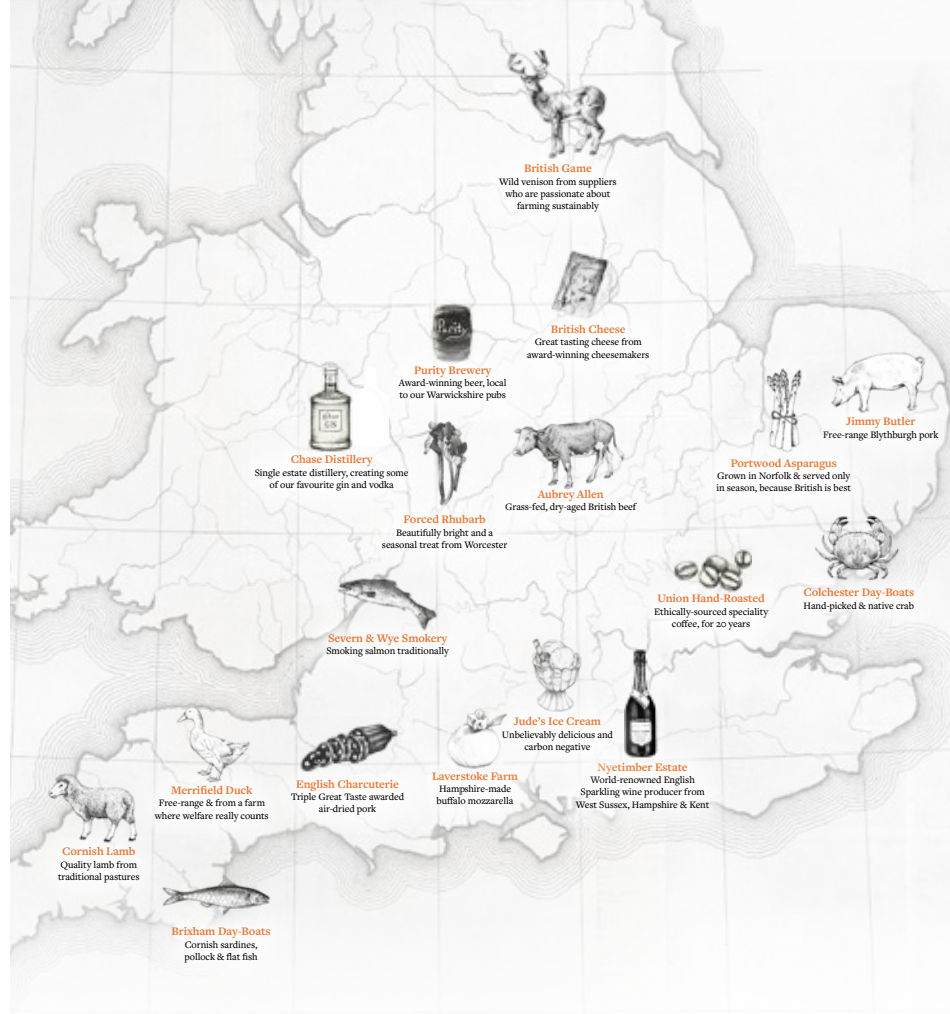 British Game
Wild venison from suppliers
who are passionate about
farming sustainably
British Cheese
Great tasting cheese from
award-winning cheesemakers
Purity
Purity Brewery
Award-winning beer, local
to our Warwickshire pubs
Jimmy Butler
Free-range Blythburgh pork
GIN
Chase Distillery
Single estate distillery, creating some
of our favourite gin and vodka
Portwood Asparagus
Grown in Norfolk & served only
in season, because British is best
Aubrey Allen
Grass-fed, dry-aged British beef
Forced Rhubarb
Beautifully bright and a
seasonal treat from Worcester
Union Hand-Roasted
Ethically-sourced speciality
coffee, for 20 years
Colchester Day-Boats
Hand-picked & native crab
Severn & Wye Smokery
Smoking salmon traditionally
Jude's Ice Cream
Unbelievably delicious and
carbon negative
Nyetimber Estate
World-renowned English
Sparkling wine producer from
West Sussex, Hampshire & Kent
Laverstoke Farm
Hampshire-made
buffalo mozzarella
English Charcuterie
Triple Great Taste awarded
air-dried pork
Merrifield Duck
Free-range & from a farm
where welfare really counts
Cornish Lamb
Quality lamb from
traditional pastures
Brixham Day-Boats
Cornish sardines,
pollock & flat fish